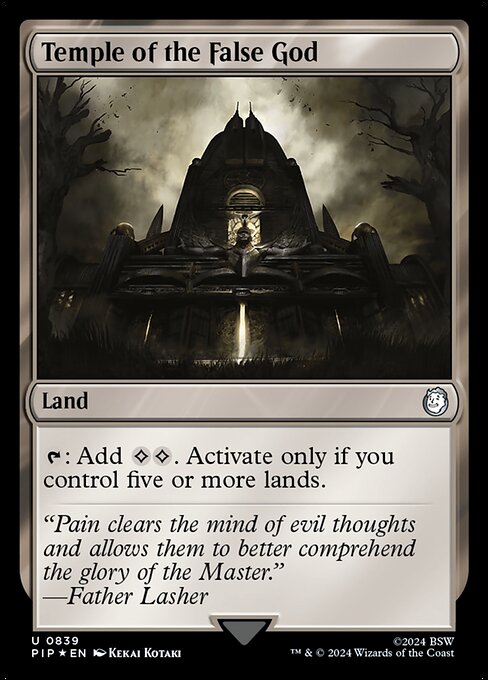 Temple of the False God
Land
: Add . Activate only if you
control five or more lands.
“Pain clears the mind of evil thoughts
and allows them to better comprehend
the glory of the Master.”
—Father Lasher
U 0839
PIP★EN Kekai Kotaki
©2024 BSW
™ & © 2024 Wizards of the Coast